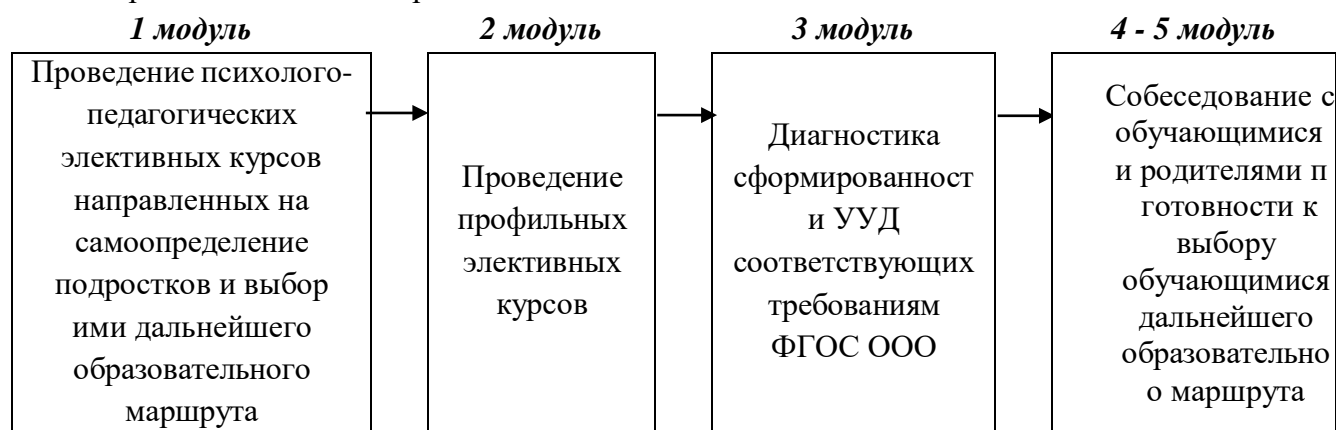 1 модуль
Проведение психолого-
педагогических
элективных курсов
направленных на
самоопределение
подростков и выбор
ими дальнейшего
образовательного
маршрута
2 модуль
Проведение
профильных
элективных
курсов
3 модуль
Диагностика
сформированност
и УУД
соответствующих
требованиям
ФГОС ООО
4 - 5 модуль
Собеседование с
обучающимися
и родителями п
готовности к
выбору
обучающимися
дальнейшего
образовательно
о маршрута